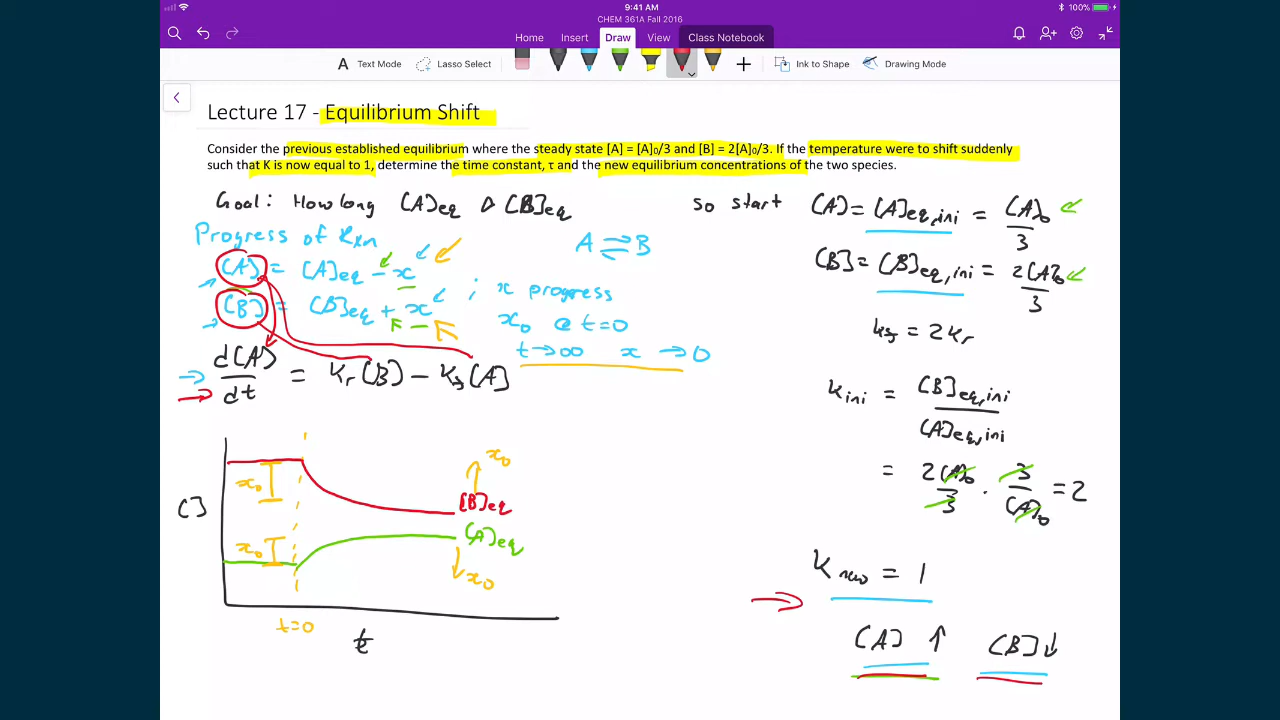 9:41 AM
100%
CHEM 361A Fall 2016
Home Insert Draw View Class Notebook
Text Mode Lasso Select Ink to Shape Drawing Mode
Lecture 17 - Equilibrium Shift
Consider the previous established equilibrium where the steady state [A] = [A]₀/3 and [B] = 2[A]₀/3. If the temperature were to shift suddenly
such that K is now equal to 1, determine the time constant, τ and the new equilibrium concentrations of the two species.
Goal: How long [A]eq → [B]eq
Progress of Rxn
A ⇌ B
[A] = [A]eq - x
[B] = [B]eq + x ; x progress
x₀ @ t=0
t → ∞ x → 0
d[A]/dt = kr[B] - kf[A]
[ ]
x₀
x₀
x₀
[B]eq
[A]eq
x₀
t=0
t
so start [A] = [A]eq,ini = [A]₀/3
[B] = [B]eq,ini = 2[A]₀/3
kf = 2kr
Kini = [B]eq,ini/[A]eq,ini
= 2[A]₀/3 · 3/[A]₀ = 2
Knew = 1
[A] ↑ [B] ↓